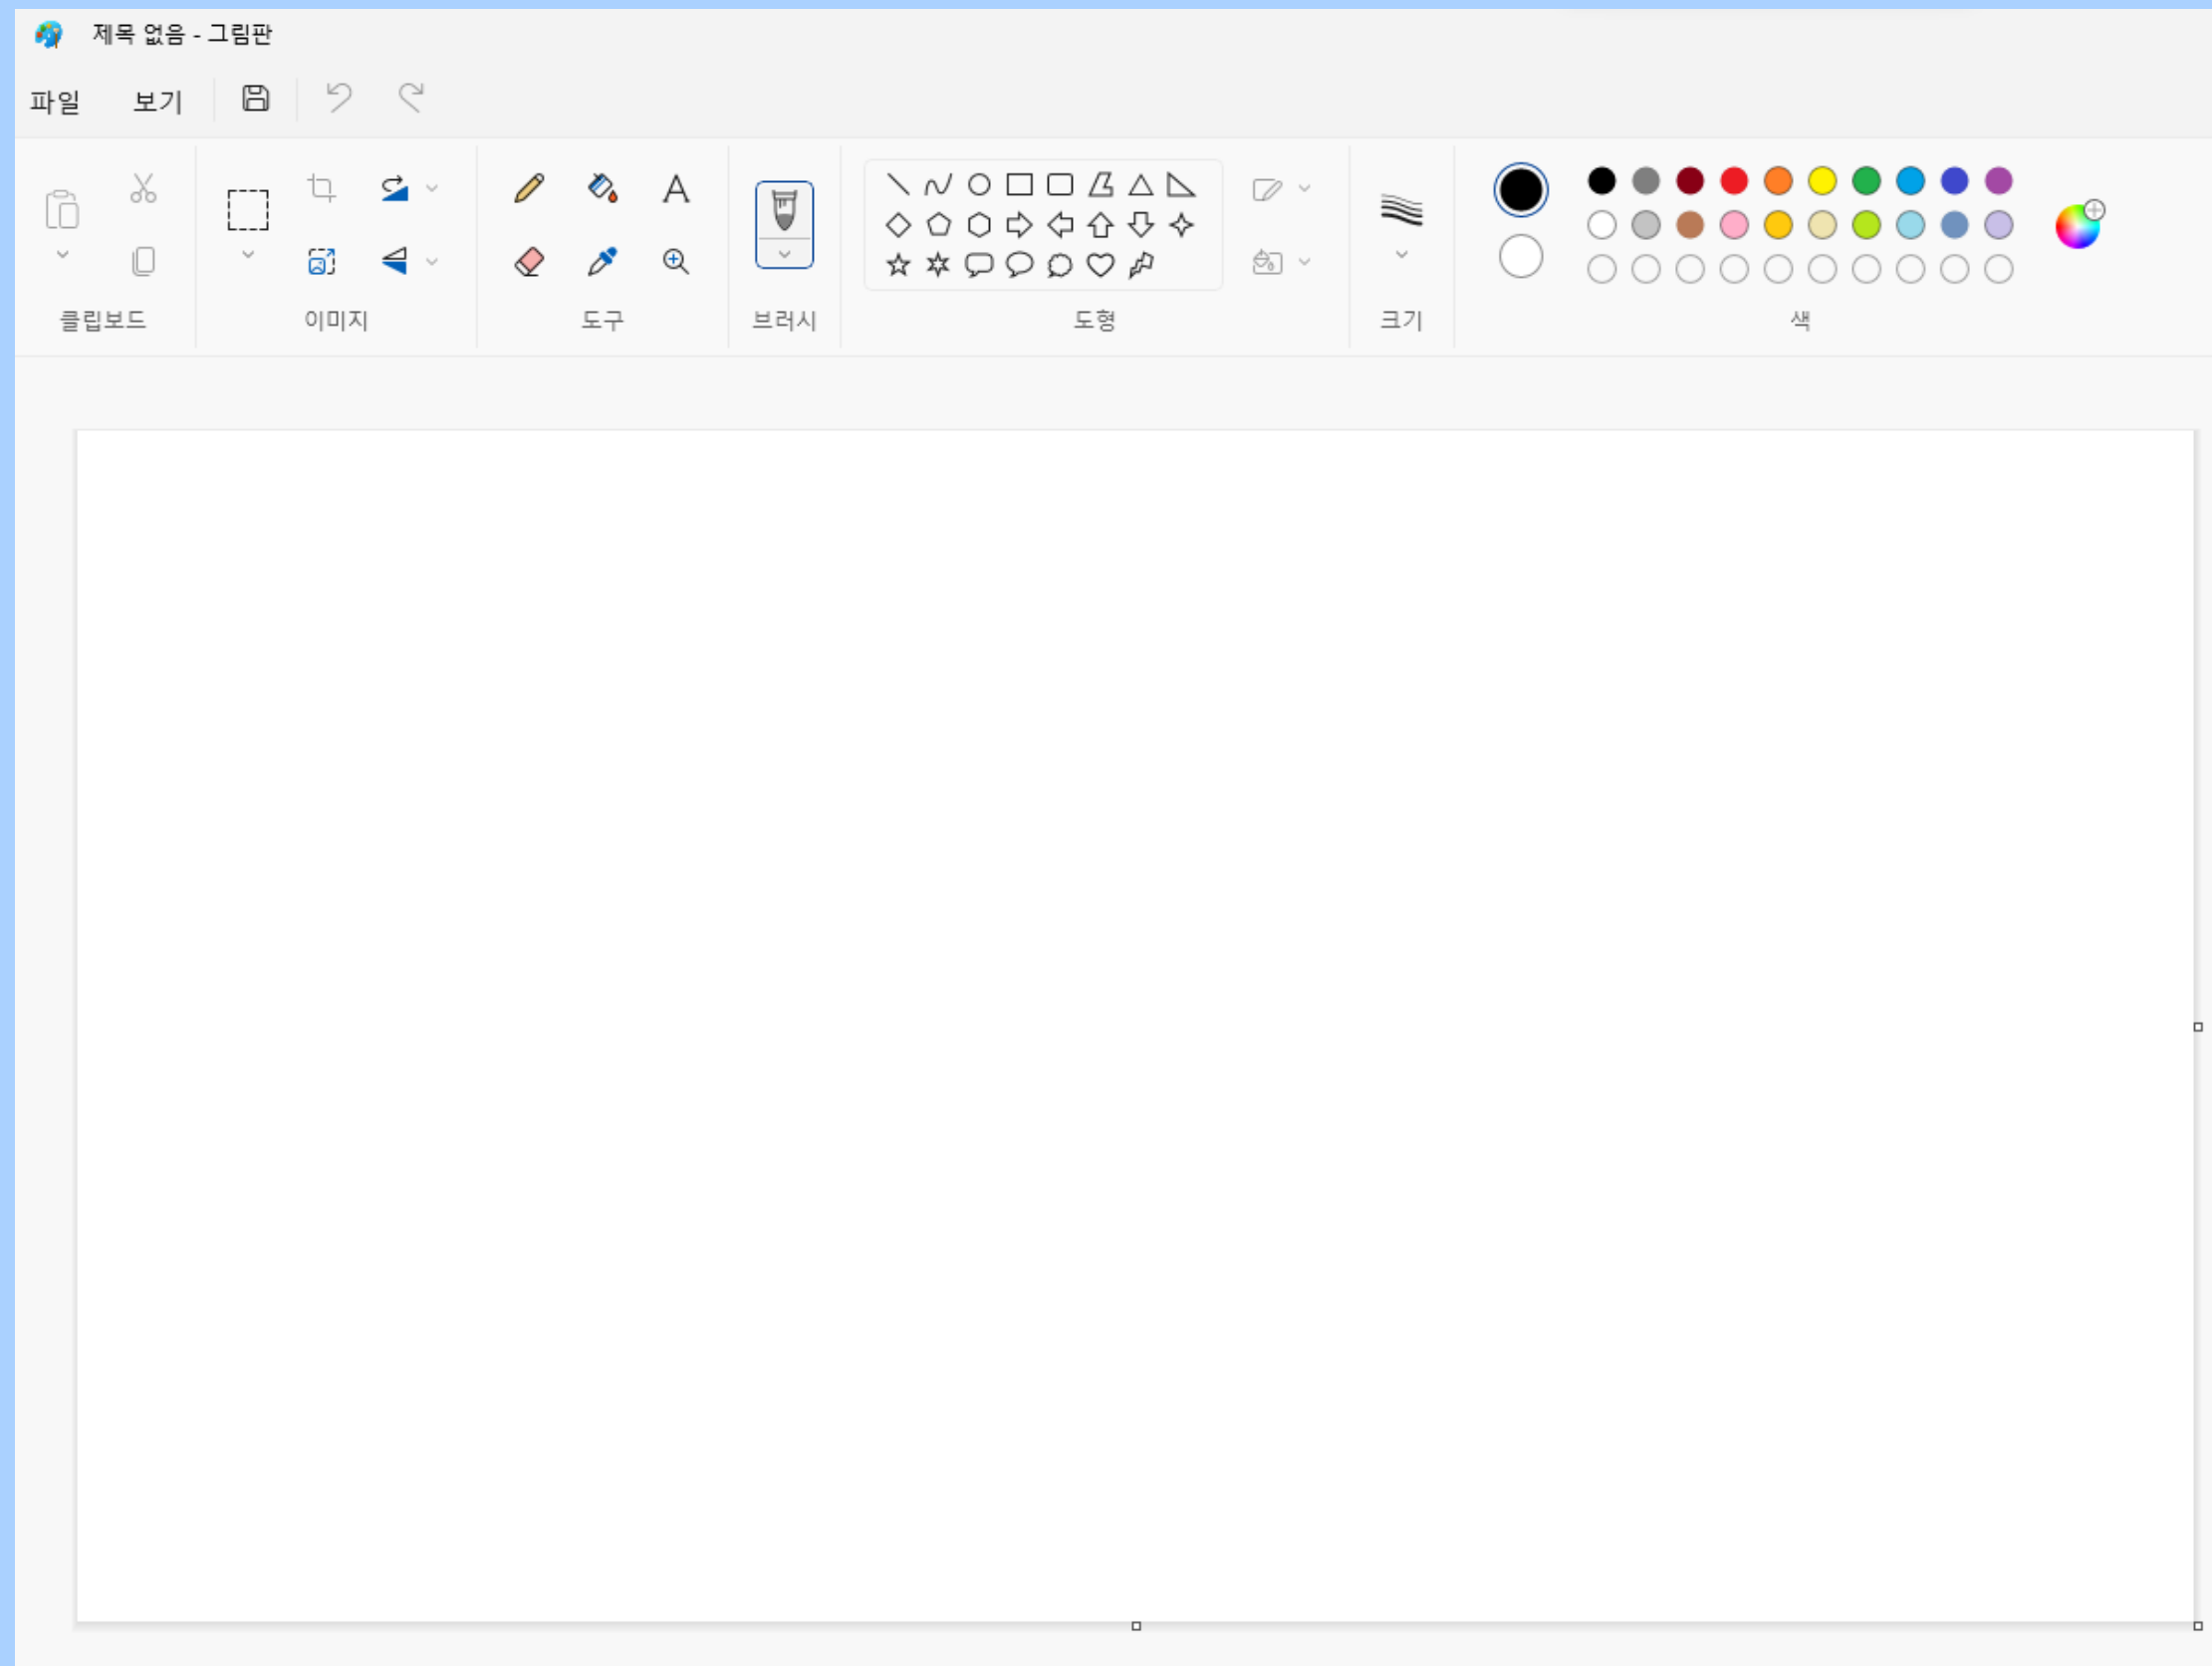 제목 없음 - 그림판
파일 보기
클립보드 이미지 도구 브러시 도형 크기 색